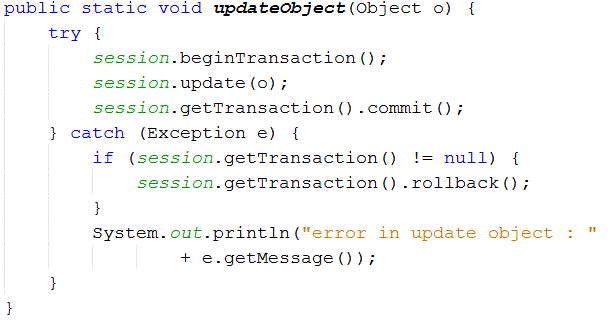 public static void updateObject(Object o) {
    try {
        session.beginTransaction();
        session.update(o);
        session.getTransaction().commit();
    } catch (Exception e) {
        if (session.getTransaction() != null) {
            session.getTransaction().rollback();
        }
        System.out.println("error in update object : "
                + e.getMessage());
    }
}